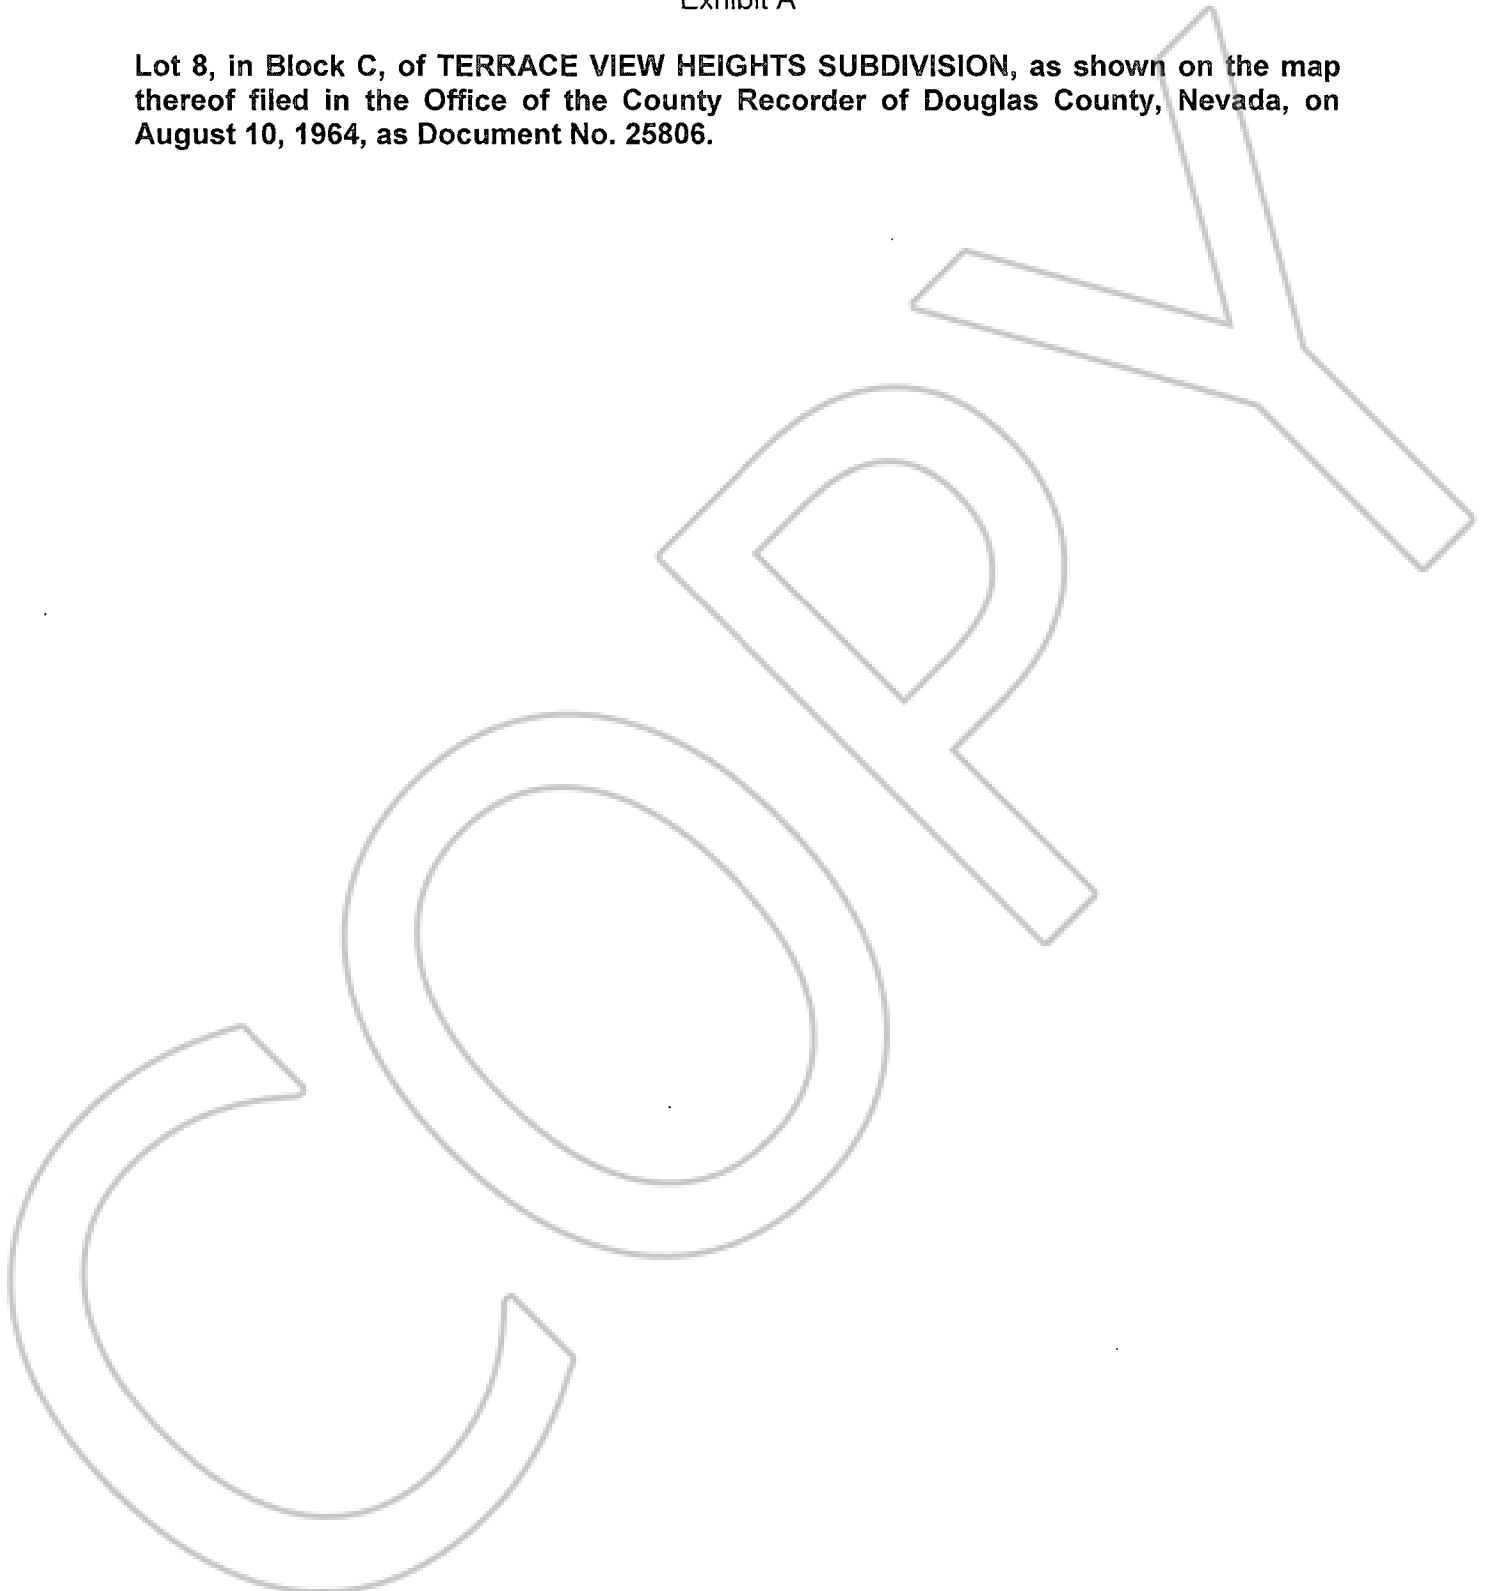 Exhibit A
Lot 8, in Block C, of TERRACE VIEW HEIGHTS SUBDIVISION, as shown on the map
thereof filed in the Office of the County Recorder of Douglas County, Nevada, on
August 10, 1964, as Document No. 25806.
COPY